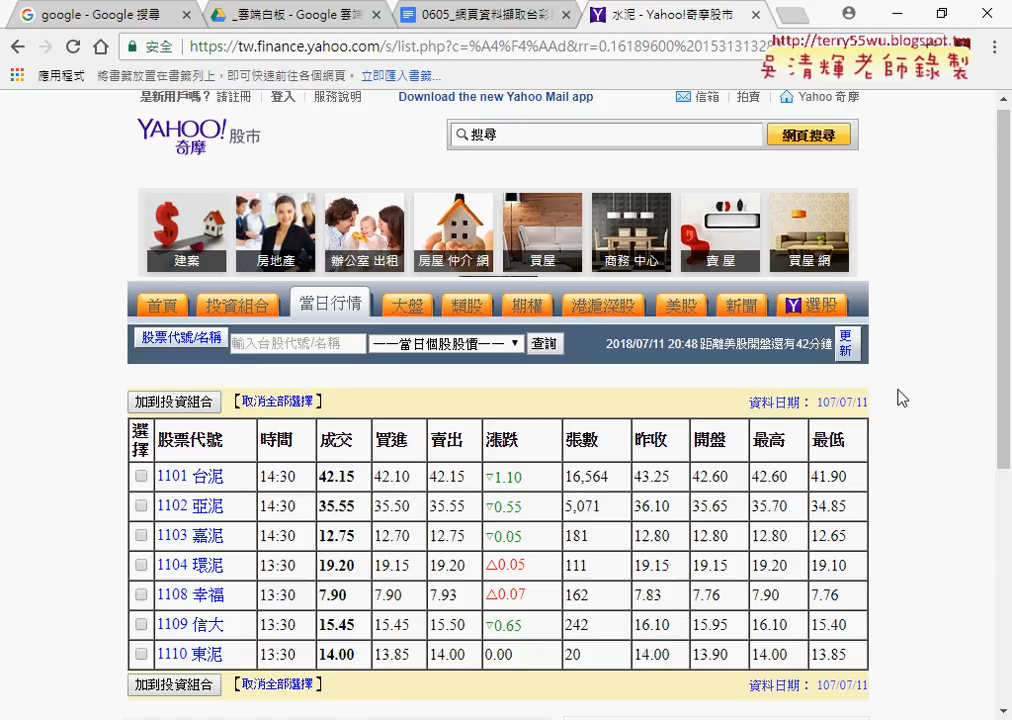 google - Google 搜尋
_雲端白板 - Google 雲端
0605_網頁資料擷取台彩
水泥 - Yahoo!奇摩股市
安全
https://tw.finance.yahoo.com/s/list.php?c=%A4%F4%AAd&rr=0.16189600%2015313132
http://terry55wu.blogspot.tw
吳清輝老師錄製
應用程式
將書籤放置在書籤列上，即可快速前往各個網頁。
立即匯入書籤...
是新用戶嗎？請註冊
登入
服務說明
Download the new Yahoo Mail app
信箱
拍賣
Yahoo 奇摩
YAHOO! 奇摩 股市
搜尋
網頁搜尋
建案
房地產
辦公室 出租
房屋 仲介 網
買屋
商務 中心
賣 屋
買屋 網
首頁
投資組合
當日行情
大盤
類股
期權
港滬深股
美股
新聞
Y 選股
股票代號/名稱
輸入台股代號/名稱
——當日個股股價——
查詢
2018/07/11 20:48 距離美股開盤還有42分鐘
更新
加到投資組合
【取消全部選擇】
資料日期： 107/07/11
選擇 股票代號 時間 成交 買進 賣出 漲跌 張數 昨收 開盤 最高 最低
1101 台泥 14:30 42.15 42.10 42.15 ▽1.10 16,564 43.25 42.60 42.60 41.90
1102 亞泥 14:30 35.55 35.50 35.55 ▽0.55 5,071 36.10 35.65 35.70 34.85
1103 嘉泥 14:30 12.75 12.70 12.75 ▽0.05 181 12.80 12.80 12.80 12.65
1104 環泥 13:30 19.20 19.15 19.20 △0.05 111 19.15 19.15 19.20 19.10
1108 幸福 13:30 7.90 7.90 7.93 △0.07 162 7.83 7.76 7.90 7.76
1109 信大 13:30 15.45 15.45 15.50 ▽0.65 242 16.10 15.95 16.10 15.40
1110 東泥 13:30 14.00 13.85 14.00 0.00 20 14.00 13.90 14.00 13.85
加到投資組合
【取消全部選擇】
資料日期： 107/07/11